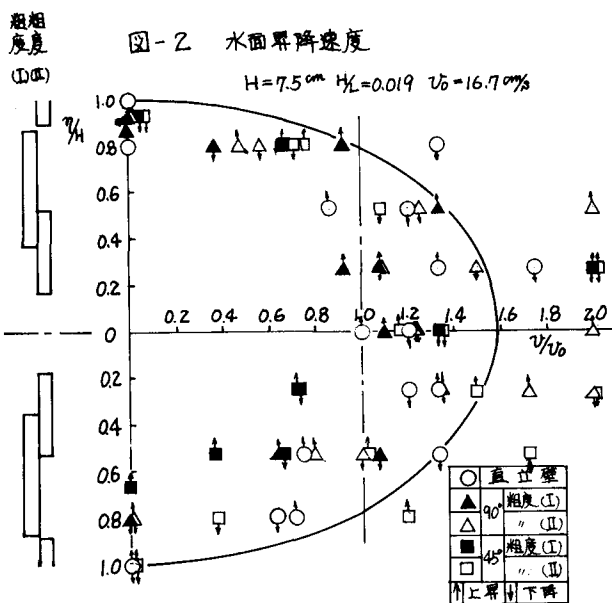 粗粗
度度
(I)(II)
図-2 水面昇降速度
H=7.5cm H/L=0.019 v₀=16.7cm/s
η/H
1.0
0.8
0.6
0.4
0.2
0
0.2
0.4
0.6
0.8
1.0
0.2 0.4 0.6 0.8 1.0 1.2 1.4 1.6 1.8 2.0
v/v₀
○ 直立壁
▲ 90° 粗度(I)
△ 〃 (II)
■ 45° 粗度(I)
□ 〃 (II)
↑上昇 ↓下降